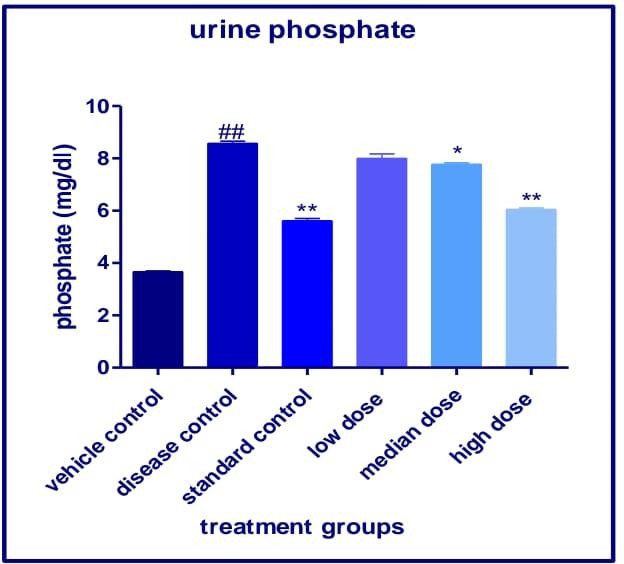 urine phosphate
10
8
6
4
2
0
phosphate (mg/dl)
##
**
*
**
vehicle control
disease control
standard control
low dose
median dose
high dose
treatment groups